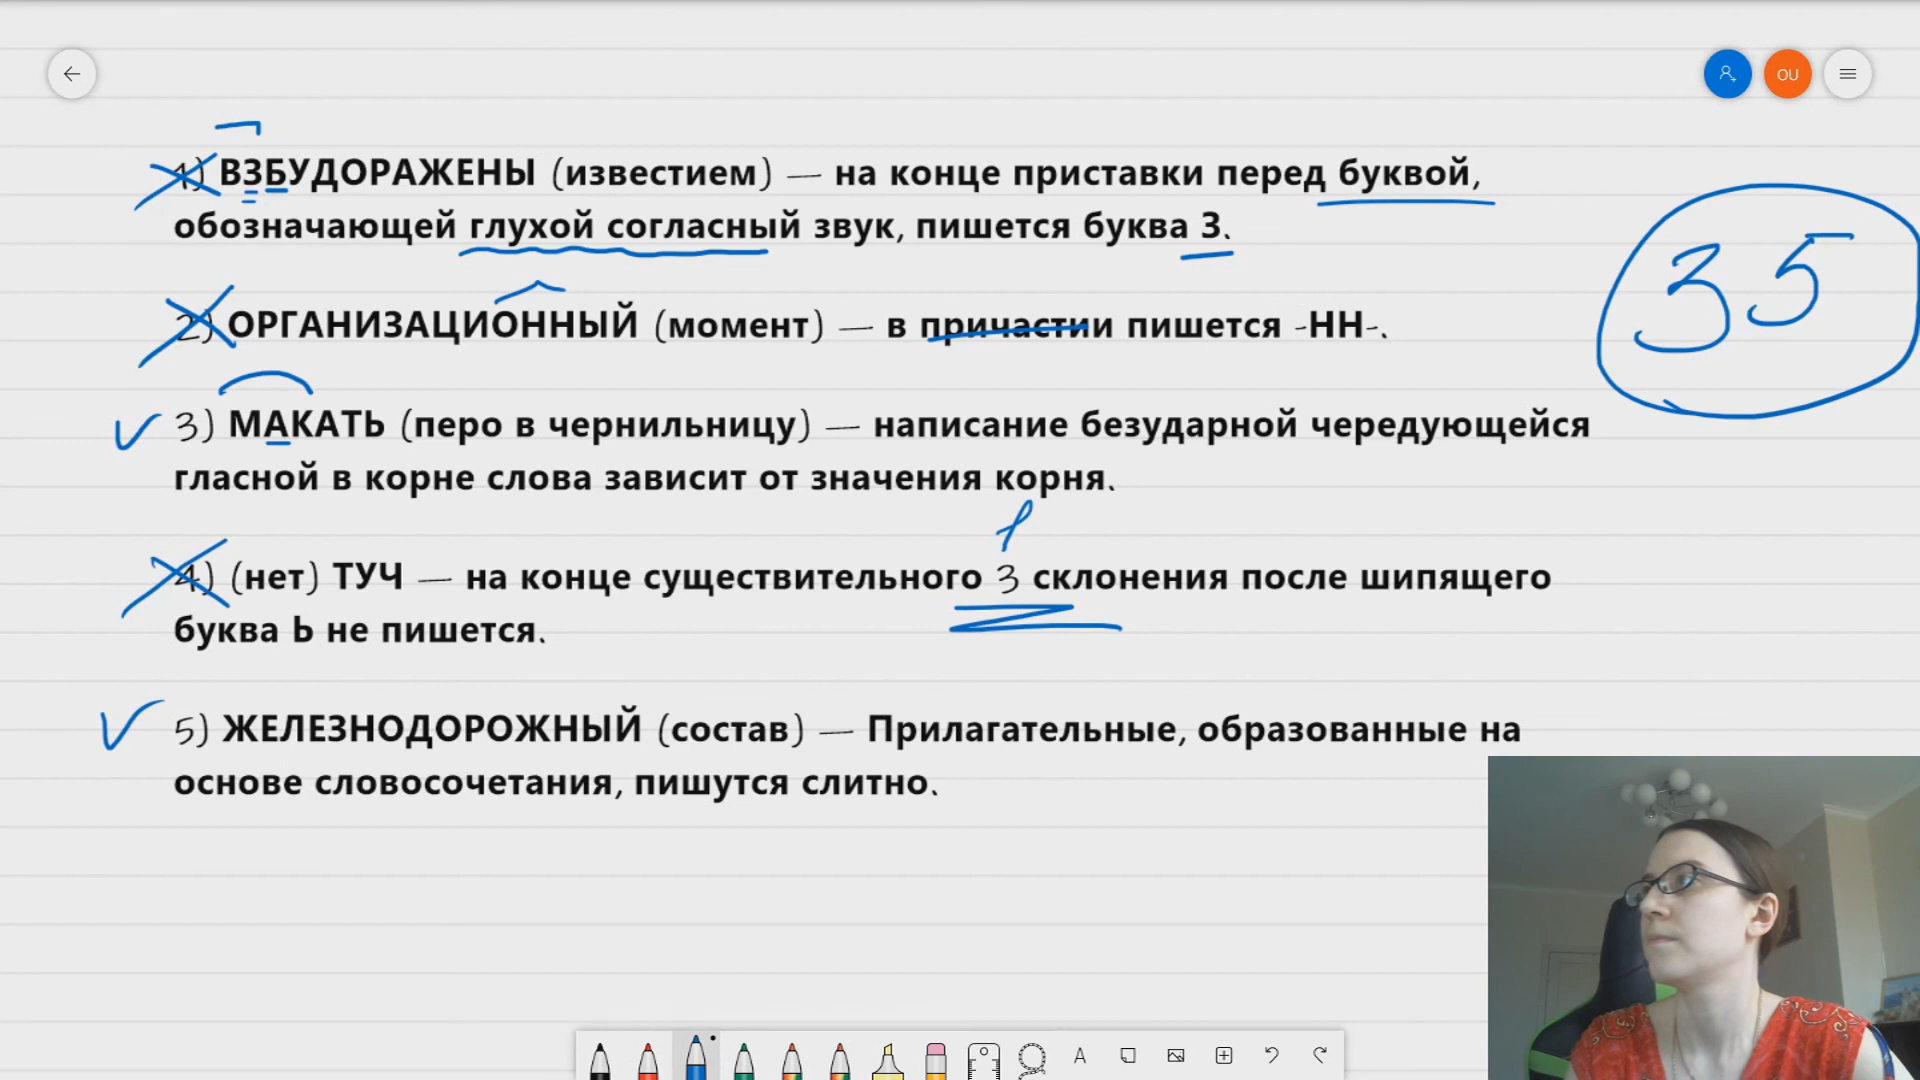 OU
1) ВЗБУДОРАЖЕНЫ (известием) — на конце приставки перед буквой,
обозначающей глухой согласный звук, пишется буква З.
35
2) ОРГАНИЗАЦИОННЫЙ (момент) — в причастии пишется -НН-.
3) МАКАТЬ (перо в чернильницу) — написание безударной чередующейся
гласной в корне слова зависит от значения корня.
4) (нет) ТУЧ — на конце существительного 3 склонения после шипящего
буква Ь не пишется.
5) ЖЕЛЕЗНОДОРОЖНЫЙ (состав) — Прилагательные, образованные на
основе словосочетания, пишутся слитно.